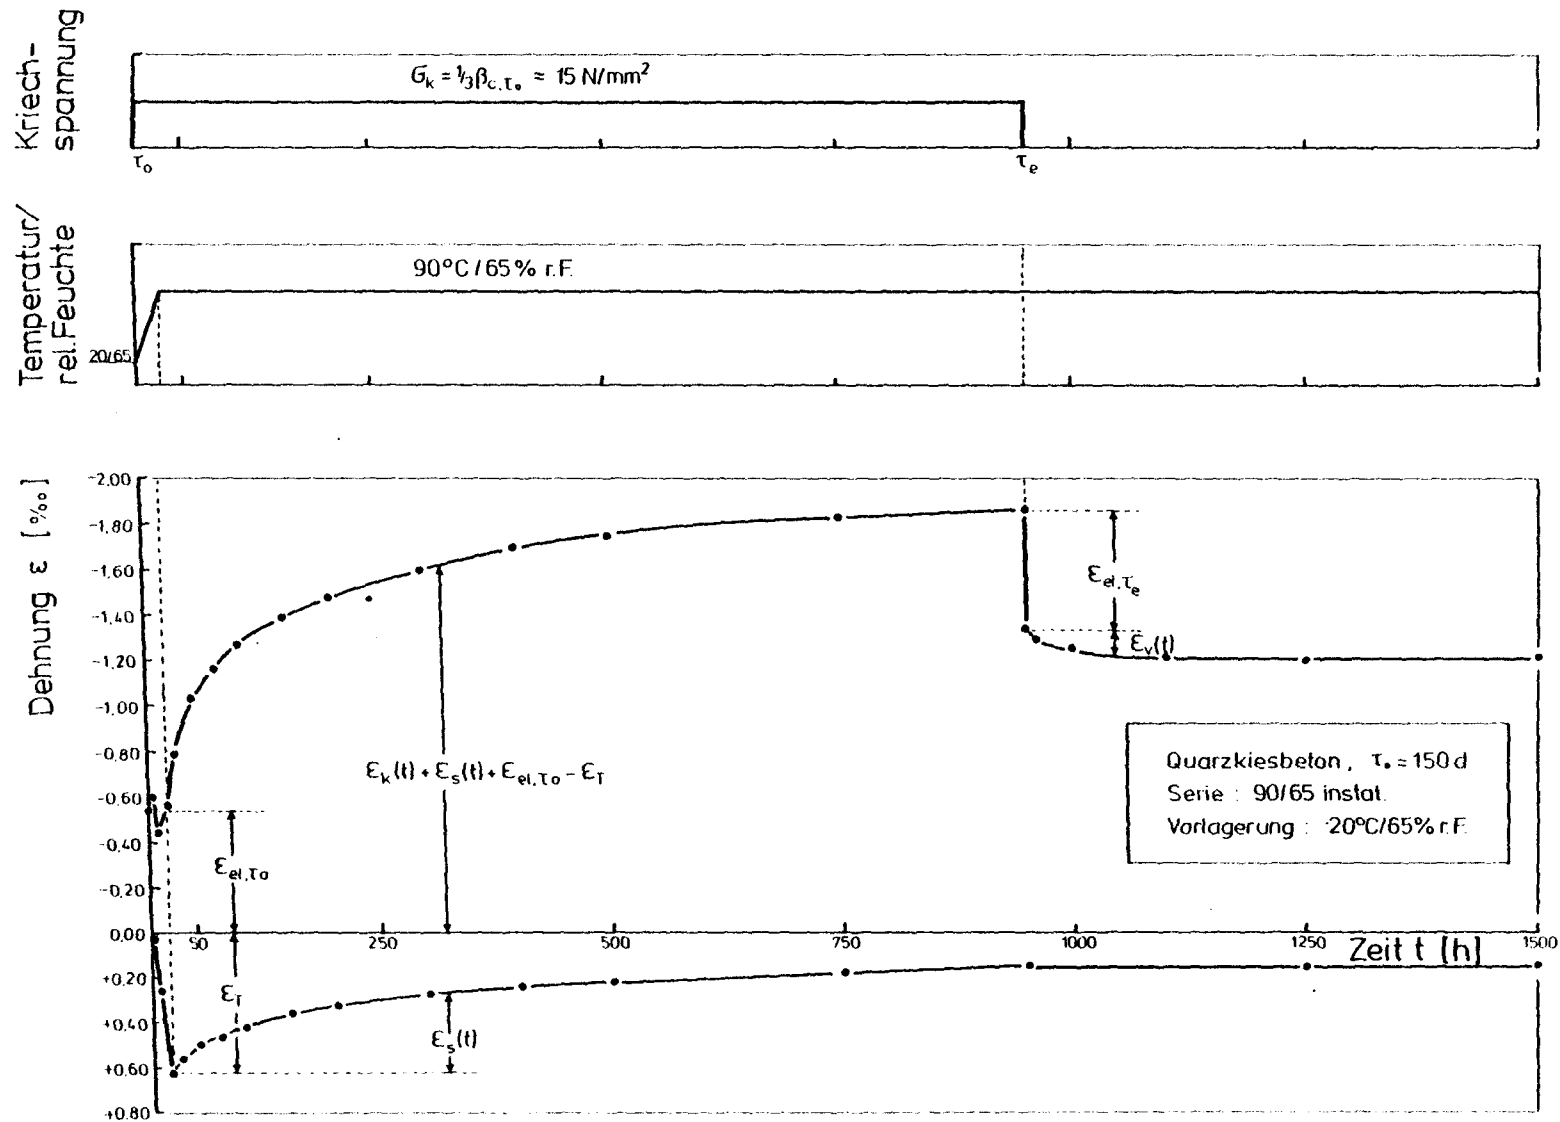 Kriech-
spannung
σk = 1/3 βc,τo ≈ 15 N/mm²
τo
τe
Temperatur/
rel.Feuchte
90°C / 65% r.F.
20/65
Dehnung ε [‰]
-2,00
-1,80
-1,60
-1,40
-1,20
-1,00
-0,80
-0,60
-0,40
-0,20
0,00
+0,20
+0,40
+0,60
+0,80
εel,τe
εv(t)
εk(t) + εs(t) + εel,τo - εT
εel,τo
εT
εs(t)
Quarzkiesbeton, τo = 150 d
Serie : 90/65 instat.
Vorlagerung : 20°C/65% r.F.
50
250
500
750
1000
1250
1500
Zeit t [h]